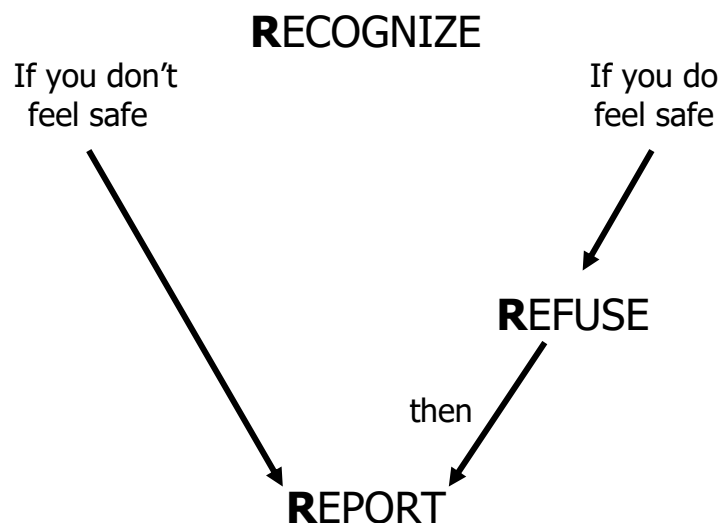 RECOGNIZE
If you don't
feel safe
If you do
feel safe
REFUSE
then
REPORT